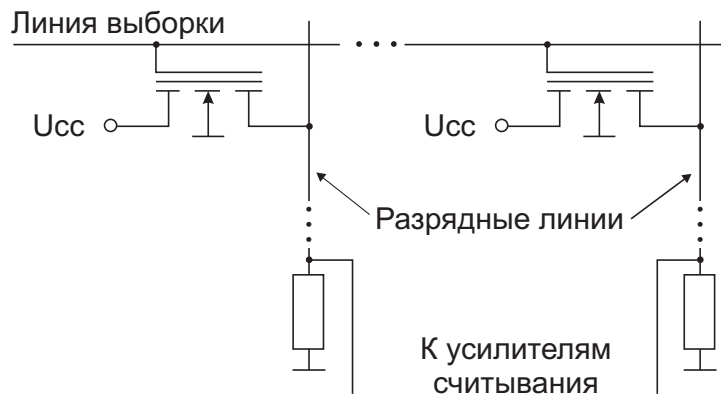 Линия выборки
Ucc
Ucc
Разрядные линии
К усилителям
считывания